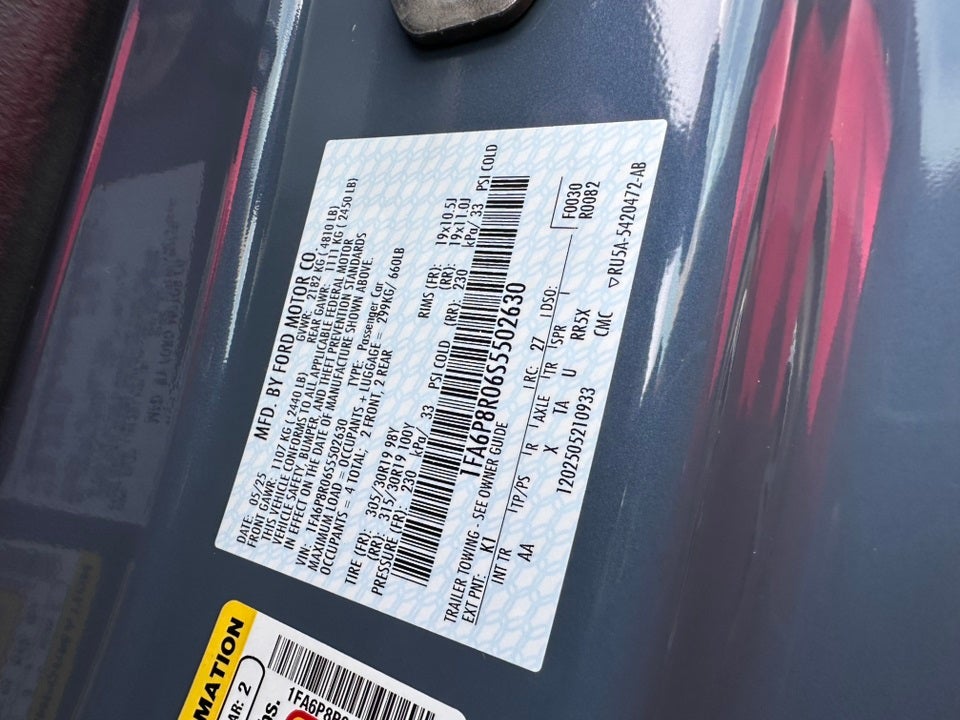 MFD. BY FORD MOTOR CO.
DATE: 05/25 GVWR: 2182 KG ( 4810 LB)
FRONT GAWR: 1107 KG ( 2440 LB) REAR GAWR: 1111 KG ( 2450 LB)
THIS VEHICLE CONFORMS TO ALL APPLICABLE FEDERAL MOTOR
VEHICLE SAFETY, BUMPER, AND THEFT PREVENTION STANDARDS
IN EFFECT ON THE DATE OF MANUFACTURE SHOWN ABOVE.
VIN: 1FA6P8R06S5502630 TYPE: Passenger Car
MAXIMUM LOAD = OCCUPANTS + LUGGAGE = 299KG/ 660LB
OCCUPANTS = 4 TOTAL; 2 FRONT, 2 REAR
TIRE (FR): 305/30R19 98Y RIMS (FR): 19x10.5J
(RR): 315/30R19 100Y (RR): 19x11.0J
PRESSURE (FR): 230 kPa/ 33 PSI COLD (RR): 230 kPa/ 33 PSI COLD
1FA6P8R06S5502630
TRAILER TOWING - SEE OWNER GUIDE
EXT PNT: K1 RC: 27 DSO: F0030
R0082
INT TR TP/PS R AXLE TR SPR
AA X TA U RR5X
1202505210933 CMC ▽ RU5A-5420472-AB
MATION
AR: 2